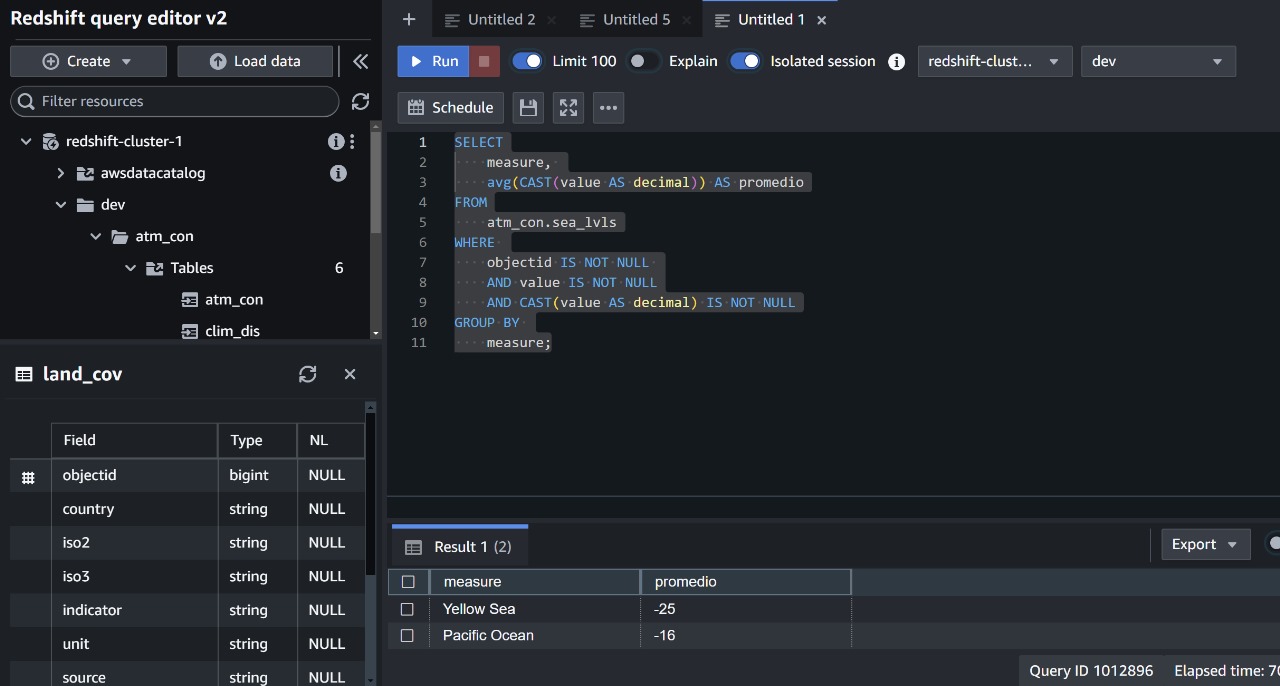 Redshift query editor v2
Create
Load data
Filter resources
redshift-cluster-1
awsdatacatalog
dev
atm_con
Tables 6
atm_con
clim_dis
land_cov
Field Type NL
objectid bigint NULL
country string NULL
iso2 string NULL
iso3 string NULL
indicator string NULL
unit string NULL
source string NULL
Untitled 2
Untitled 5
Untitled 1
Run
Limit 100
Explain
Isolated session
redshift-clust...
dev
Schedule
1 SELECT
2 measure,
3 avg(CAST(value AS decimal)) AS promedio
4 FROM
5 atm_con.sea_lvls
6 WHERE
7 objectid IS NOT NULL
8 AND value IS NOT NULL
9 AND CAST(value AS decimal) IS NOT NULL
10 GROUP BY
11 measure;
Result 1 (2)
Export
measure promedio
Yellow Sea -25
Pacific Ocean -16
Query ID 1012896 Elapsed time: 70